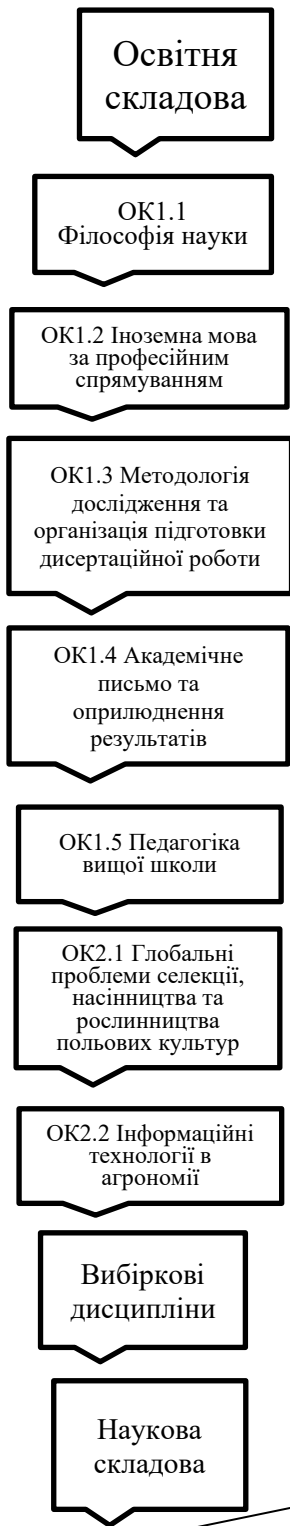 Освітня
складова
ОК1.1
Філософія науки
ОК1.2 Іноземна мова
за професійним
спрямуванням
ОК1.3 Методологія
дослідження та
організація підготовки
дисертаційної роботи
ОК1.4 Академічне
письмо та
оприлюднення
результатів
ОК1.5 Педагогіка
вищої школи
ОК2.1 Глобальні
проблеми селекції,
насінництва та
рослинництва
польових культур
ОК2.2 Інформаційні
технології в
агрономії
Вибіркові
дисципліни
Наукова
складова